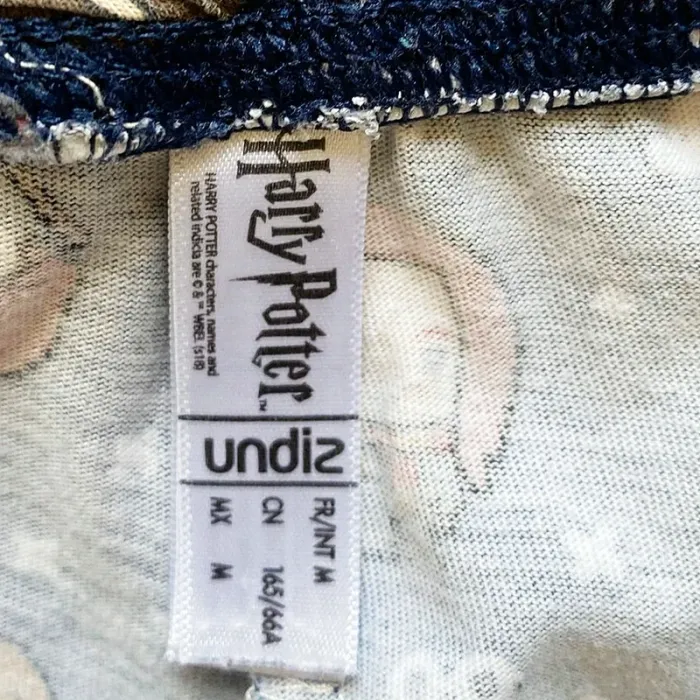 Harry Potter™
HARRY POTTER characters, names and
related indicia are © & ™ WBEI. (s18)
undiz
FR/INT M
CN 165/66A
MX M